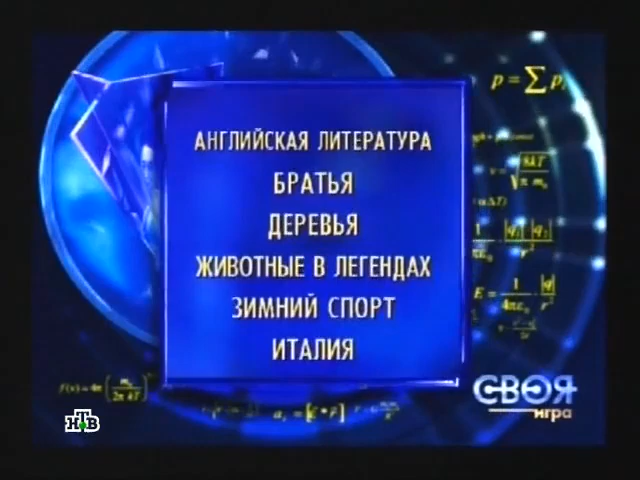 АНГЛИЙСКАЯ ЛИТЕРАТУРА
БРАТЬЯ
ДЕРЕВЬЯ
ЖИВОТНЫЕ В ЛЕГЕНДАХ
ЗИМНИЙ СПОРТ
ИТАЛИЯ
СВОЯ
игра
НТВ